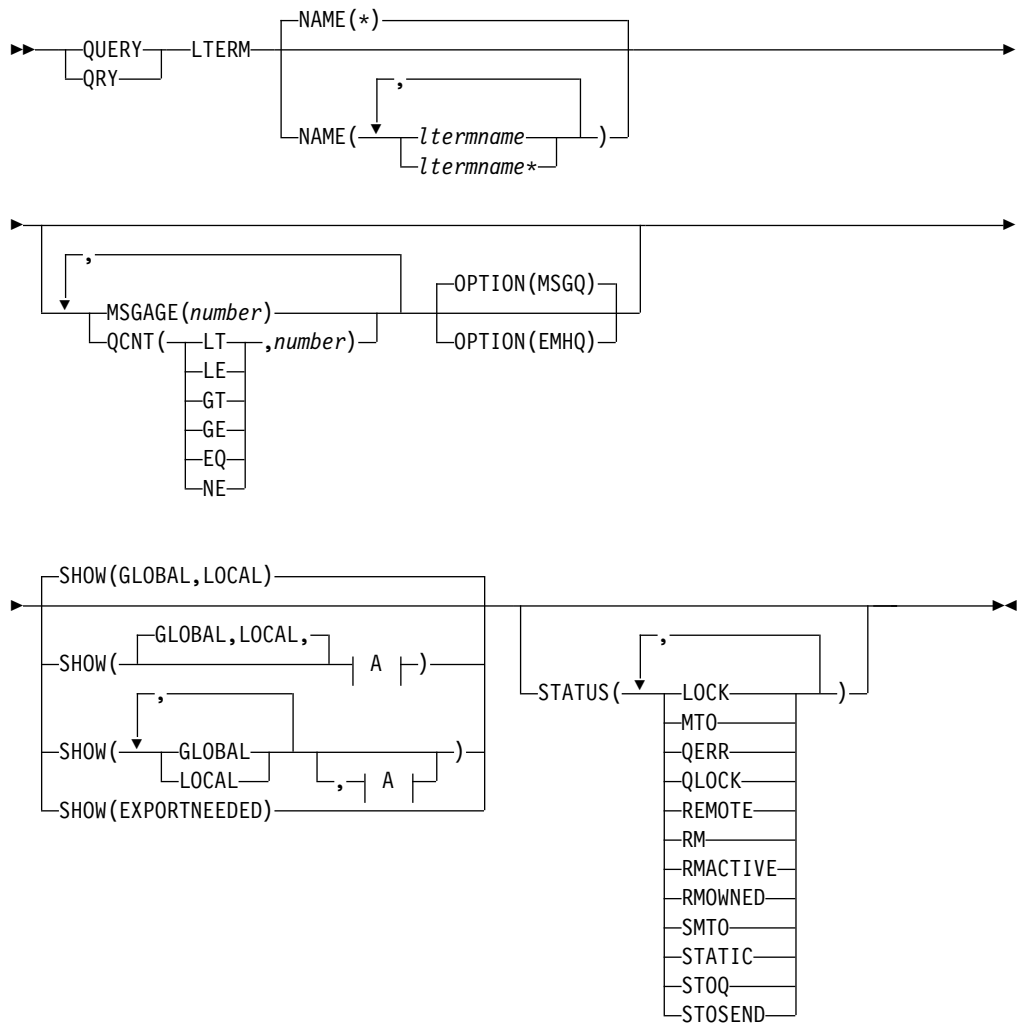 NAME(*)
QUERY LTERM
QRY
,
NAME( ltermname )
ltermname*
,
OPTION(MSGQ)
MSGAGE(number)
QCNT( LT ,number) OPTION(EMHQ)
LE
GT
GE
EQ
NE
SHOW(GLOBAL,LOCAL)
GLOBAL,LOCAL, ,
SHOW( A ) STATUS( LOCK )
, MTO
SHOW( GLOBAL ) QERR
LOCAL , A QLOCK
SHOW(EXPORTNEEDED) REMOTE
RM
RMACTIVE
RMOWNED
SMTO
STATIC
STOQ
STOSEND